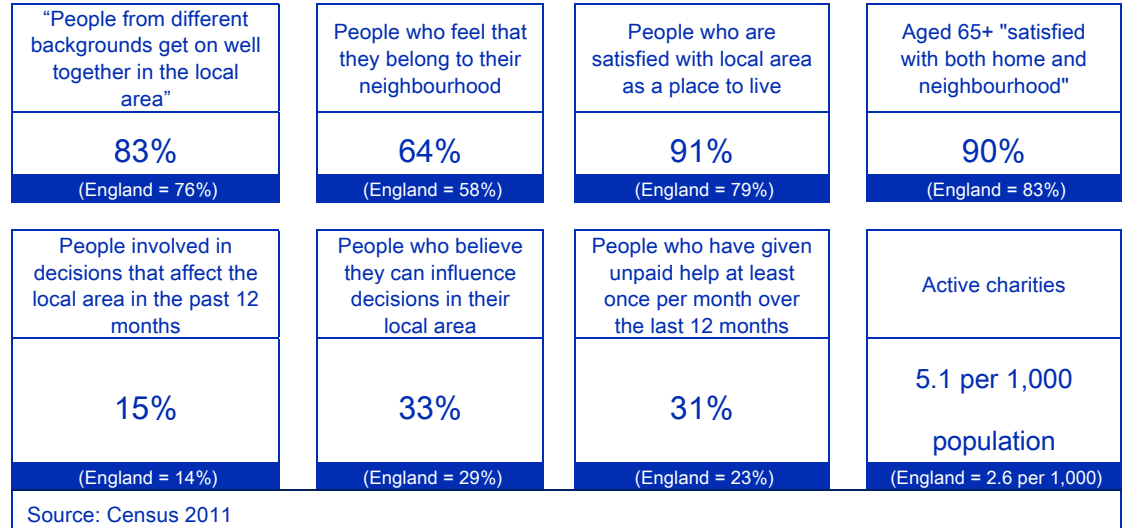 “People from different
backgrounds get on well
together in the local
area”
83%
(England = 76%)
People who feel that
they belong to their
neighbourhood
64%
(England = 58%)
People who are
satisfied with local area
as a place to live
91%
(England = 79%)
Aged 65+ "satisfied
with both home and
neighbourhood"
90%
(England = 83%)
People involved in
decisions that affect the
local area in the past 12
months
15%
(England = 14%)
People who believe
they can influence
decisions in their
local area
33%
(England = 29%)
People who have given
unpaid help at least
once per month over
the last 12 months
31%
(England = 23%)
Active charities
5.1 per 1,000
population
(England = 2.6 per 1,000)
Source: Census 2011